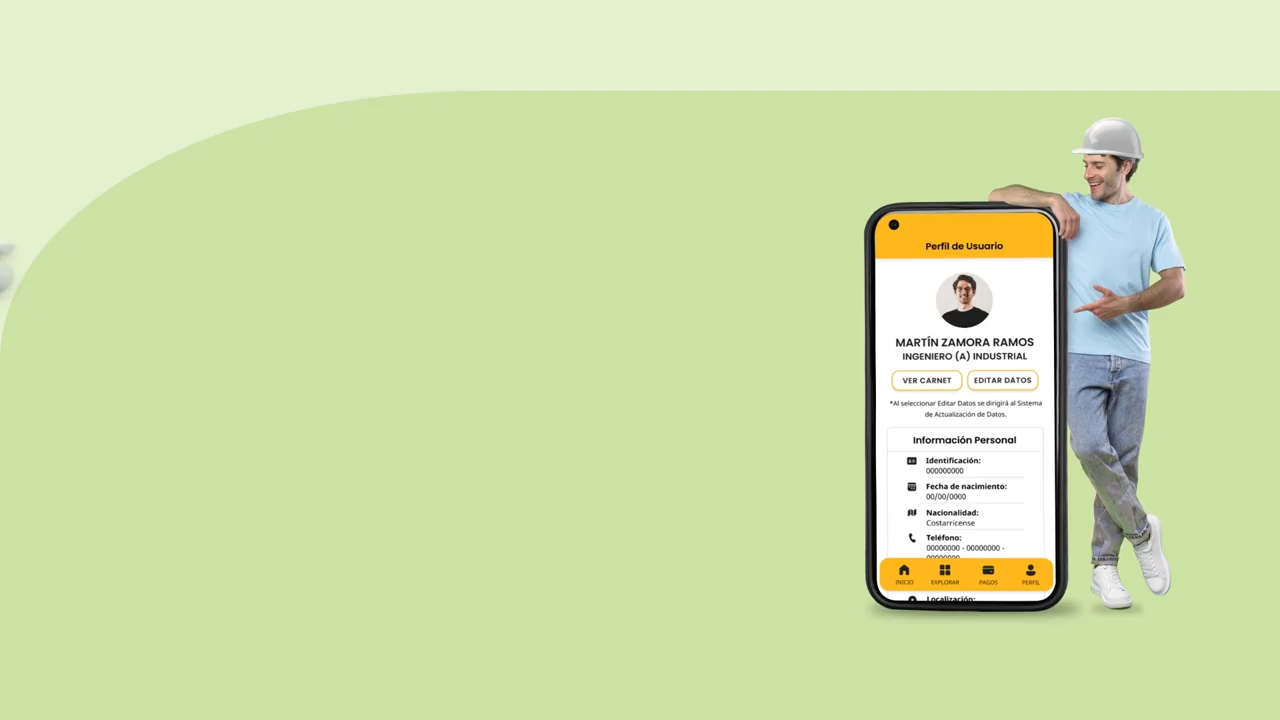 Perfil de Usuario
MARTÍN ZAMORA RAMOS
INGENIERO (A) INDUSTRIAL
VER CARNET
EDITAR DATOS
*Al seleccionar Editar Datos se dirigirá al Sistema
de Actualización de Datos.
Información Personal
Identificación:
000000000
Fecha de nacimiento:
00/00/0000
Nacionalidad:
Costarricense
Teléfono:
00000000 - 00000000 -
00000000
INICIO
EXPLORAR
PAGOS
PERFIL
Localización: